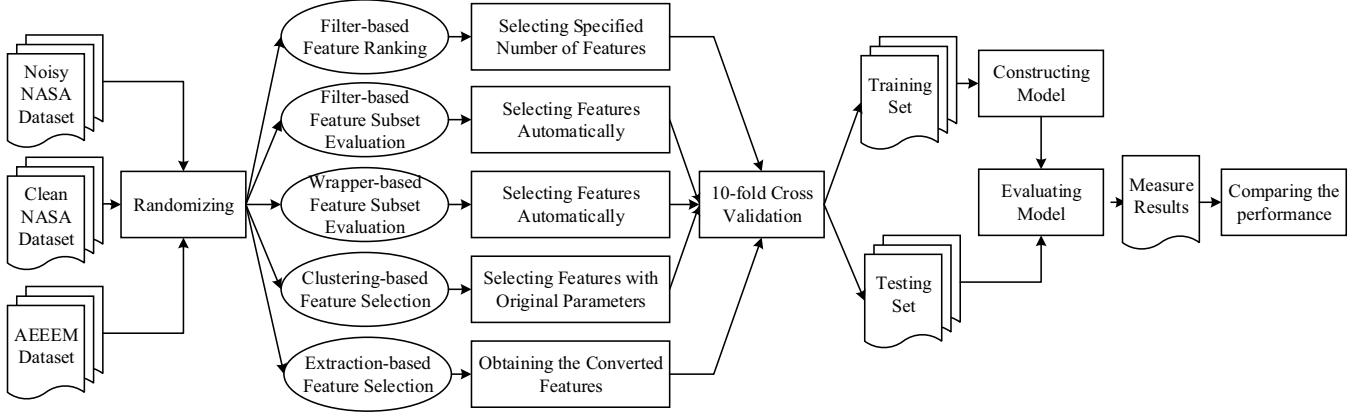 Noisy
NASA
Dataset
Clean
NASA
Dataset
AEEEM
Dataset
Randomizing
Filter-based
Feature Ranking
Selecting Specified
Number of Features
Filter-based
Feature Subset
Evaluation
Selecting Features
Automatically
Wrapper-based
Feature Subset
Evaluation
Selecting Features
Automatically
Clustering-based
Feature Selection
Selecting Features with
Original Parameters
Extraction-based
Feature Selection
Obtaining the Converted
Features
10-fold Cross
Validation
Training
Set
Constructing
Model
Testing
Set
Evaluating
Model
Measure
Results
Comparing the
performance